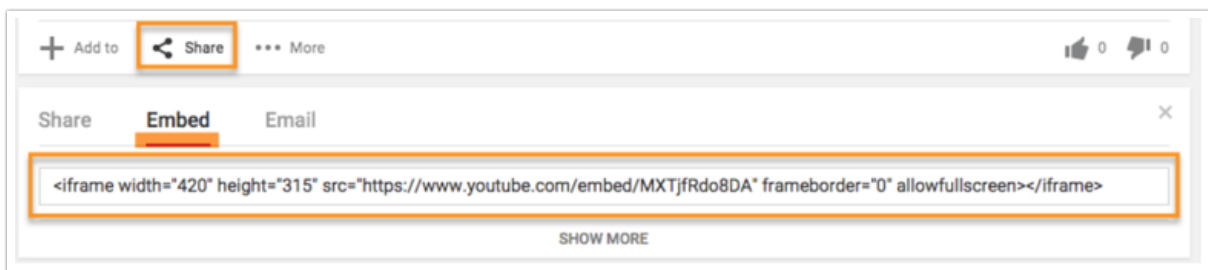 Add to Share ••• More 0 0
Share Embed Email ×
<iframe width="420" height="315" src="https://www.youtube.com/embed/MXTjfRdo8DA" frameborder="0" allowfullscreen></iframe>
SHOW MORE